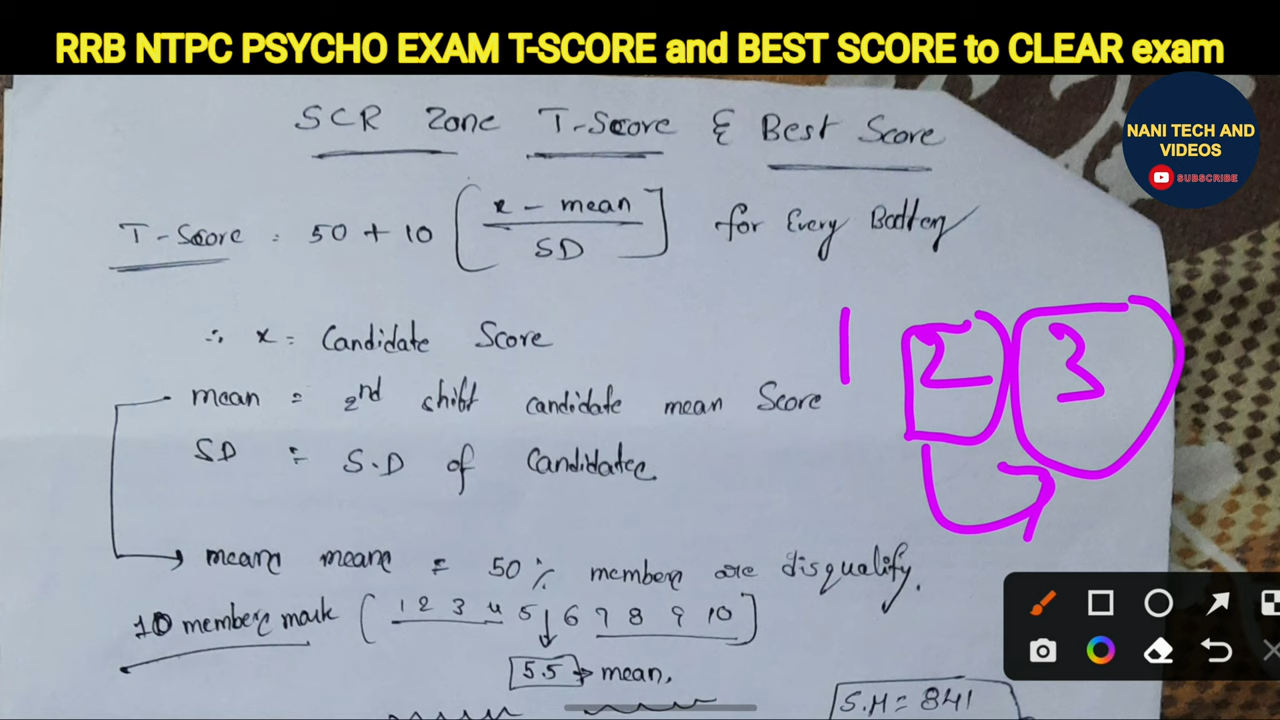 RRB NTPC PSYCHO EXAM T-SCORE and BEST SCORE to CLEAR exam
NANI TECH AND
VIDEOS
SUBSCRIBE
SCR Zone T-Score & Best Score
T-Score = 50 + 10 [ x - mean / SD ] for Every Battery
∴ x = Candidate Score
1 2 3
mean = 2nd shift candidate mean Score
SD = S.D of Candidate
mean mean = 50% members are disqualify.
10 members mark ( 1 2 3 4 5 6 7 8 9 10 ]
5.5 → mean.
S.M = 841